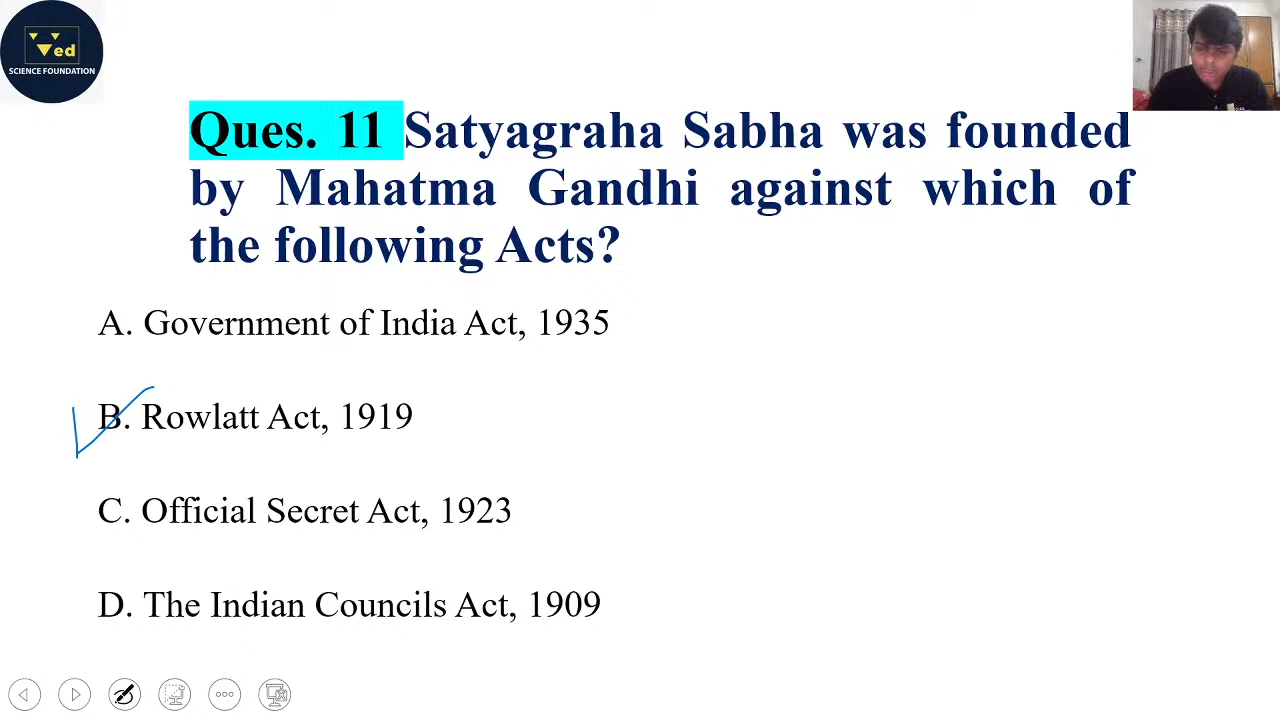 Ved
SCIENCE FOUNDATION
Ques. 11 Satyagraha Sabha was founded
by Mahatma Gandhi against which of
the following Acts?
A. Government of India Act, 1935
B. Rowlatt Act, 1919
C. Official Secret Act, 1923
D. The Indian Councils Act, 1909